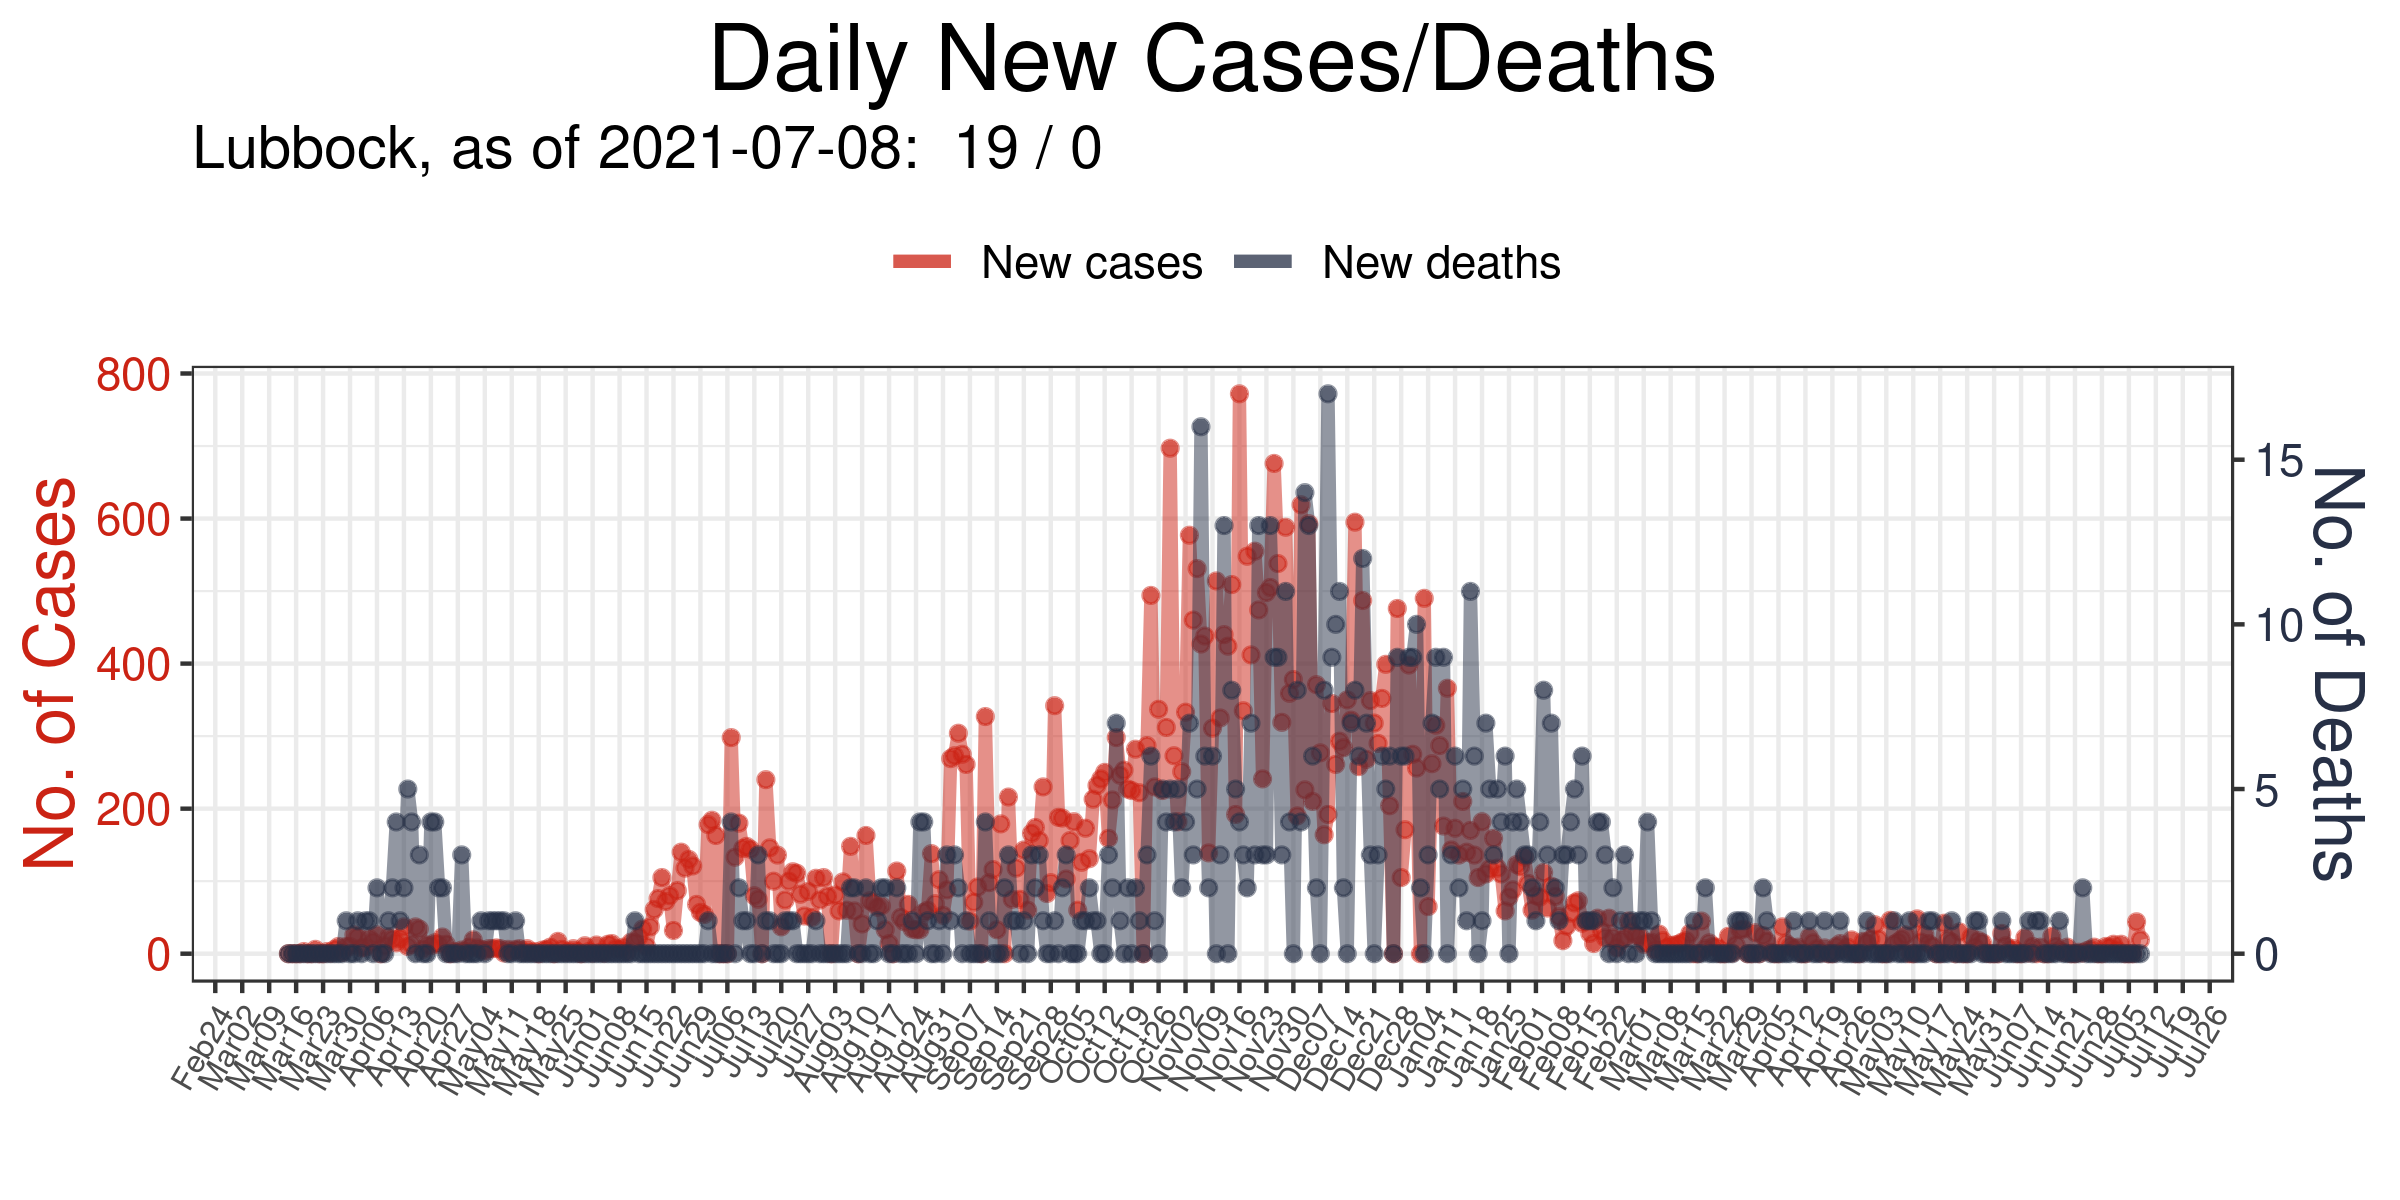 Daily New Cases/Deaths
Lubbock, as of 2021-07-08:  19 / 0
New cases
New deaths
No. of Cases
800
600
400
200
0
No. of Deaths
15
10
5
0
Feb24
Mar02
Mar09
Mar16
Mar23
Mar30
Apr06
Apr13
Apr20
Apr27
May04
May11
May18
May25
Jun01
Jun08
Jun15
Jun22
Jun29
Jul06
Jul13
Jul20
Jul27
Aug03
Aug10
Aug17
Aug24
Aug31
Sep07
Sep14
Sep21
Sep28
Oct05
Oct12
Oct19
Oct26
Nov02
Nov09
Nov16
Nov23
Nov30
Dec07
Dec14
Dec21
Dec28
Jan04
Jan11
Jan18
Jan25
Feb01
Feb08
Feb15
Feb22
Mar01
Mar08
Mar15
Mar22
Mar29
Apr05
Apr12
Apr19
Apr26
May03
May10
May17
May24
May31
Jun07
Jun14
Jun21
Jun28
Jul05
Jul12
Jul19
Jul26